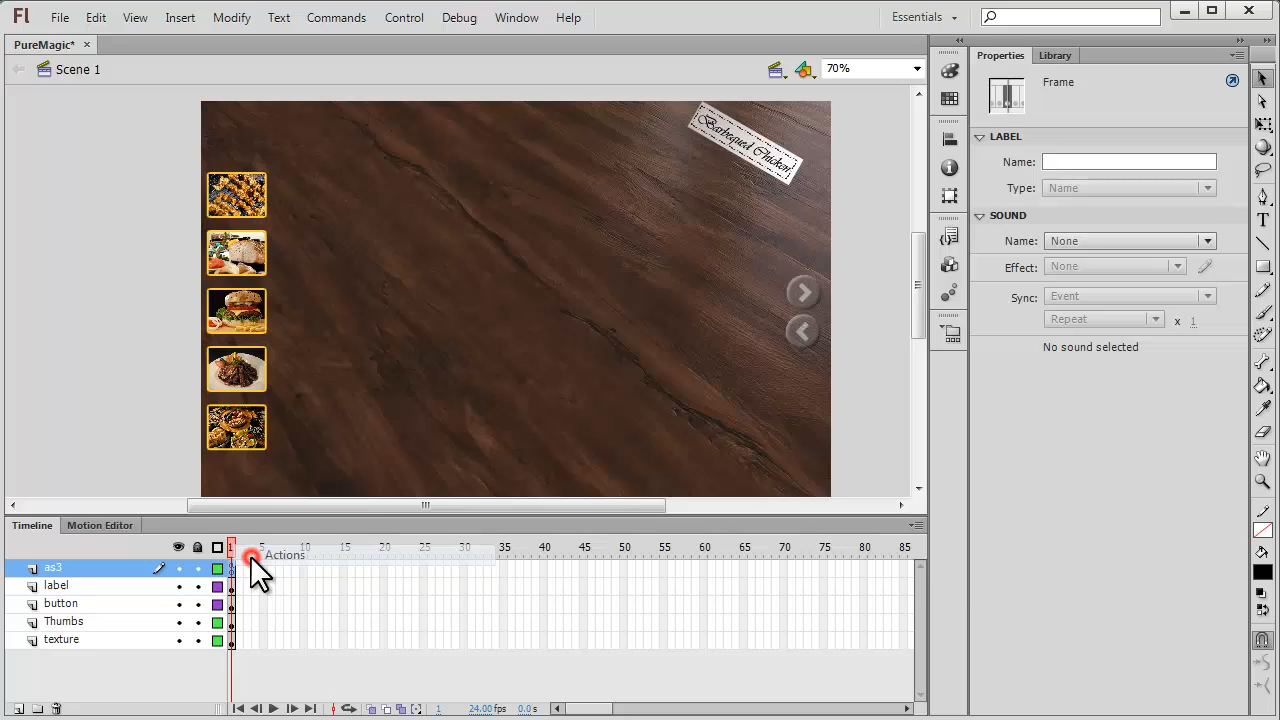 Fl File Edit View Insert Modify Text Commands Control Debug Window Help Essentials
PureMagic* ×
Scene 1 70%
Barbequed Chicken
Properties Library
Frame
LABEL
Name:
Type: Name
SOUND
Name: None
Effect: None
Sync: Event
Repeat x 1
No sound selected
Timeline Motion Editor
1 5 10 15 20 25 30 35 40 45 50 55 60 65 70 75 80 85
Actions
as3
label
button
Thumbs
texture
1 24.00 fps 0.0 s